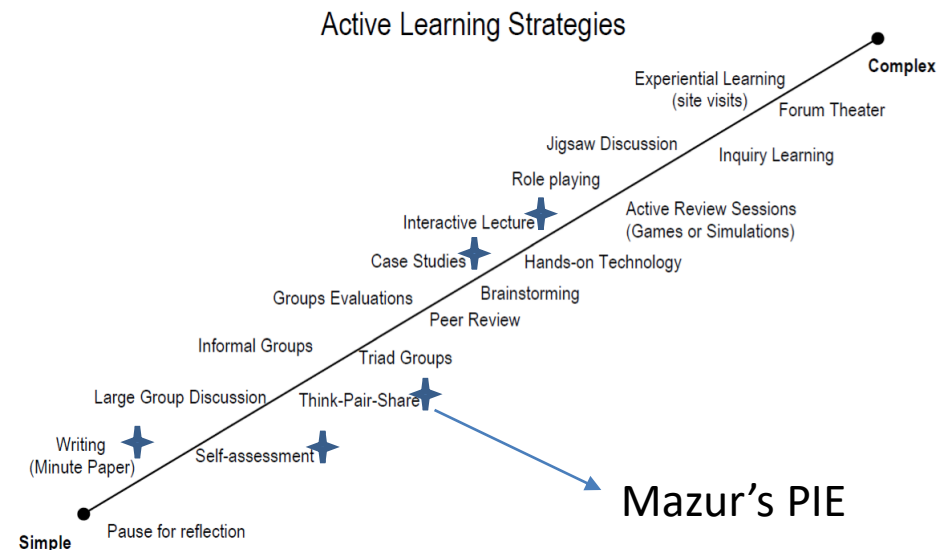 Active Learning Strategies
Complex
Experiential Learning
(site visits)
Forum Theater
Jigsaw Discussion
Inquiry Learning
Role playing
Active Review Sessions
(Games or Simulations)
Interactive Lecture
Case Studies
Hands-on Technology
Brainstorming
Groups Evaluations
Peer Review
Informal Groups
Triad Groups
Large Group Discussion
Think-Pair-Share
Writing
(Minute Paper)
Self-assessment
Mazur’s PIE
Pause for reflection
Simple